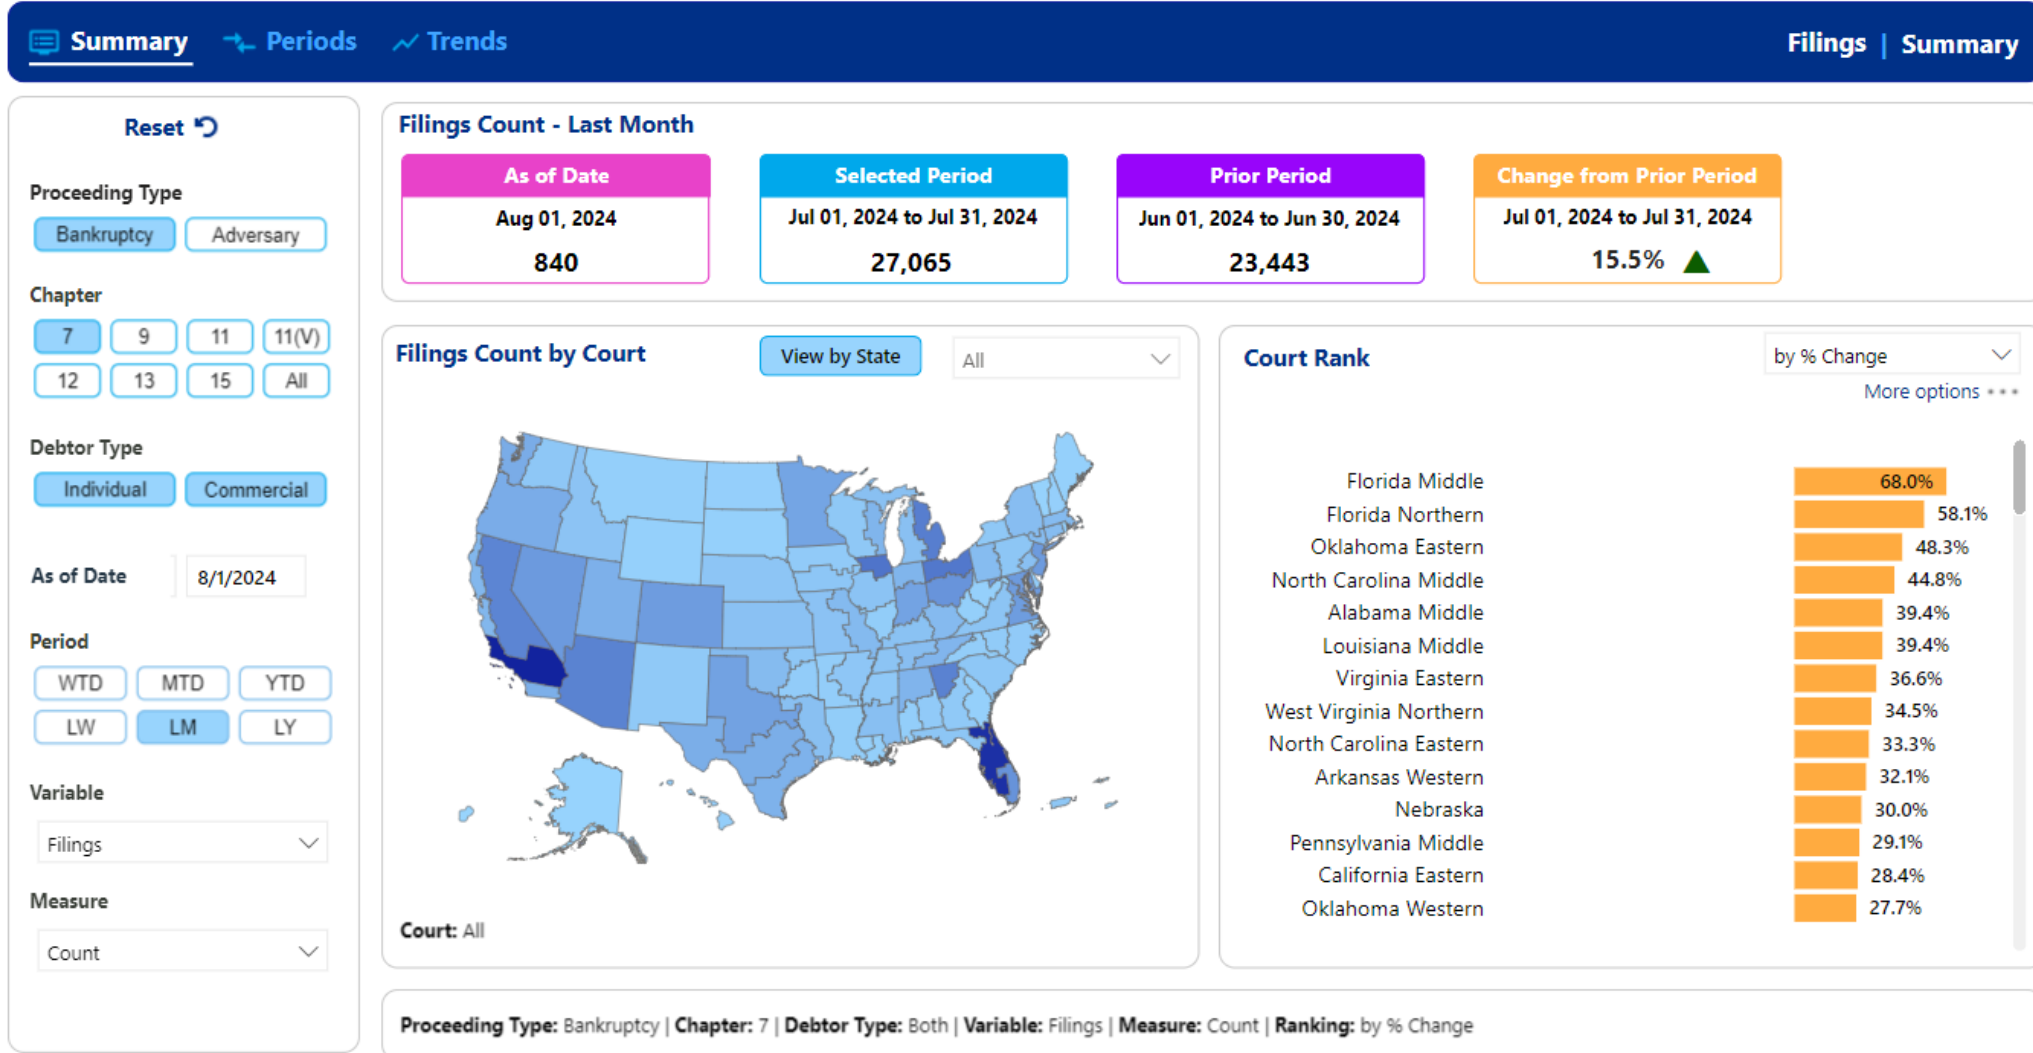 Summary Periods Trends Filings | Summary
Reset
Proceeding Type
Bankruptcy Adversary
Chapter
7 9 11 11(V)
12 13 15 All
Debtor Type
Individual Commercial
As of Date 8/1/2024
Period
WTD MTD YTD
LW LM LY
Variable
Filings
Measure
Count
Filings Count - Last Month
As of Date
Aug 01, 2024
840
Selected Period
Jul 01, 2024 to Jul 31, 2024
27,065
Prior Period
Jun 01, 2024 to Jun 30, 2024
23,443
Change from Prior Period
Jul 01, 2024 to Jul 31, 2024
15.5%
Filings Count by Court View by State All
Court: All
Court Rank by % Change
More options
Florida Middle 68.0%
Florida Northern 58.1%
Oklahoma Eastern 48.3%
North Carolina Middle 44.8%
Alabama Middle 39.4%
Louisiana Middle 39.4%
Virginia Eastern 36.6%
West Virginia Northern 34.5%
North Carolina Eastern 33.3%
Arkansas Western 32.1%
Nebraska 30.0%
Pennsylvania Middle 29.1%
California Eastern 28.4%
Oklahoma Western 27.7%
Proceeding Type: Bankruptcy | Chapter: 7 | Debtor Type: Both | Variable: Filings | Measure: Count | Ranking: by % Change